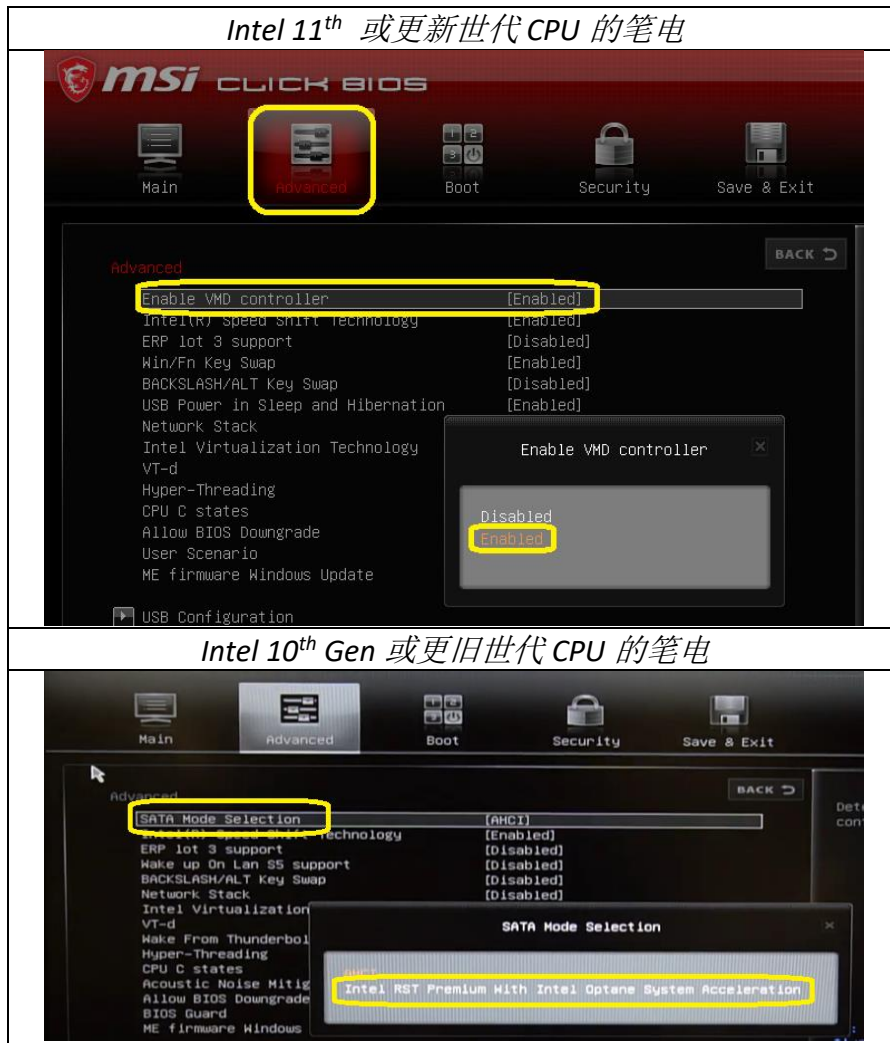 Intel 11th 或更新世代 CPU 的笔电
msi CLICK BIOS
Main Advanced Boot Security Save & Exit
BACK
Advanced
Enable VMD controller [Enabled]
Intel(R) Speed Shift Technology [Enabled]
ERP lot 3 support [Disabled]
Win/Fn Key Swap [Enabled]
BACKSLASH/ALT Key Swap [Disabled]
USB Power in Sleep and Hibernation [Enabled]
Network Stack
Intel Virtualization Technology
VT-d
Hyper-Threading
CPU C states
Allow BIOS Downgrade
User Scenario
ME firmware Windows Update
USB Configuration
Enable VMD controller
Disabled
Enabled
Intel 10th Gen 或更旧世代 CPU 的笔电
Main Advanced Boot Security Save & Exit
BACK
Advanced
SATA Mode Selection [AHCI]
Intel(R) Speed Shift Technology [Enabled]
ERP lot 3 support [Disabled]
Wake up On Lan S5 support [Disabled]
BACKSLASH/ALT Key Swap [Disabled]
Network Stack [Disabled]
Intel Virtualization
VT-d
Wake From Thunderbol
Hyper-Threading
CPU C states
Acoustic Noise Mitig
Allow BIOS Downgrade
BIOS Guard
ME firmware Windows
SATA Mode Selection
AHCI
Intel RST Premium With Intel Optane System Acceleration
Dete
con